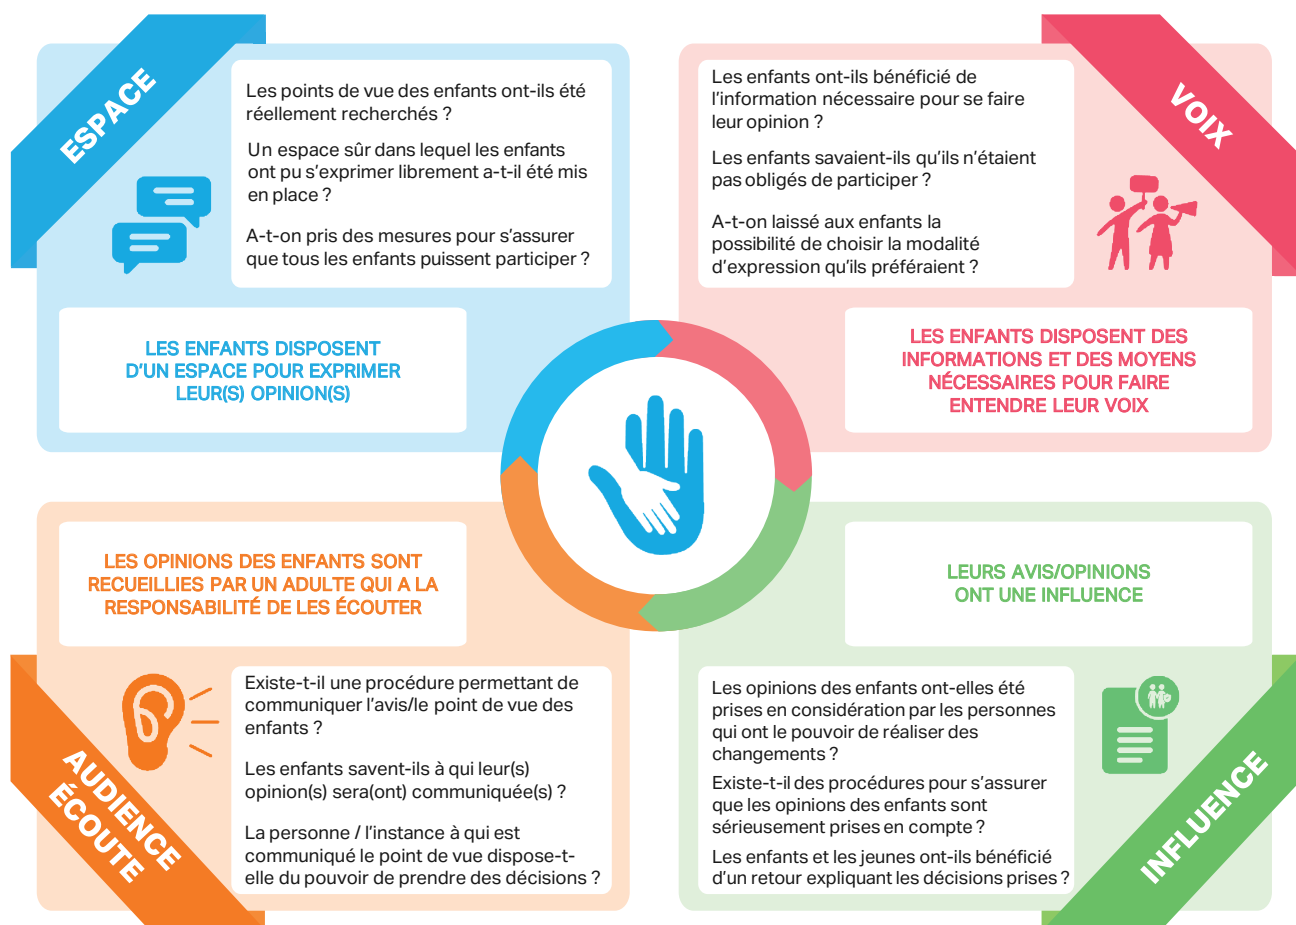 ESPACE
Les points de vue des enfants ont-ils été
réellement recherchés ?
Un espace sûr dans lequel les enfants
ont pu s'exprimer librement a-t-il été mis
en place ?
A-t-on pris des mesures pour s'assurer
que tous les enfants puissent participer ?
LES ENFANTS DISPOSENT
D'UN ESPACE POUR EXPRIMER
LEUR(S) OPINION(S)
VOIX
Les enfants ont-ils bénéficié de
l'information nécessaire pour se faire
leur opinion ?
Les enfants savaient-ils qu'ils n'étaient
pas obligés de participer ?
A-t-on laissé aux enfants la
possibilité de choisir la modalité
d'expression qu'ils préféraient ?
LES ENFANTS DISPOSENT DES
INFORMATIONS ET DES MOYENS
NÉCESSAIRES POUR FAIRE
ENTENDRE LEUR VOIX
LES OPINIONS DES ENFANTS SONT
RECUEILLIES PAR UN ADULTE QUI A LA
RESPONSABILITÉ DE LES ÉCOUTER
AUDIENCE
ÉCOUTE
Existe-t-il une procédure permettant de
communiquer l'avis/le point de vue des
enfants ?
Les enfants savent-ils à qui leur(s)
opinion(s) sera(ont) communiquée(s) ?
La personne / l'instance à qui est
communiqué le point de vue dispose-t-
elle du pouvoir de prendre des décisions ?
LEURS AVIS/OPINIONS
ONT UNE INFLUENCE
Les opinions des enfants ont-elles été
prises en considération par les personnes
qui ont le pouvoir de réaliser des
changements ?
Existe-t-il des procédures pour s'assurer
que les opinions des enfants sont
sérieusement prises en compte ?
Les enfants et les jeunes ont-ils bénéficié
d'un retour expliquant les décisions prises ?
INFLUENCE